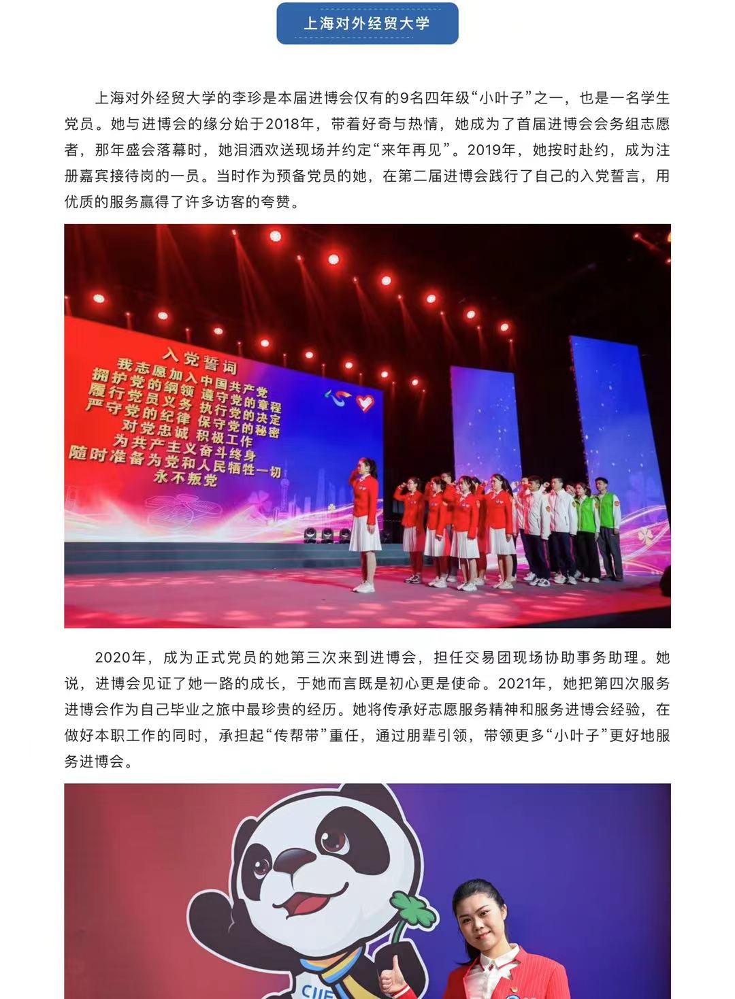 上海对外经贸大学
上海对外经贸大学的李珍是本届进博会仅有的9名四年级“小叶子”之一，也是一名学生
党员。她与进博会的缘分始于2018年，带着好奇与热情，她成为了首届进博会会务组志愿
者，那年盛会落幕时，她泪洒欢送现场并约定“来年再见”。2019年，她按时赴约，成为注
册嘉宾接待岗的一员。当时作为预备党员的她，在第二届进博会践行了自己的入党誓言，用
优质的服务赢得了许多访客的夸赞。
入党誓词
我志愿加入中国共产党
拥护党的纲领 遵守党的章程
履行党员义务 执行党的决定
严守党的纪律 保守党的秘密
对党忠诚 积极工作
为共产主义奋斗终身
随时准备为党和人民牺牲一切
永不叛党
2020年，成为正式党员的她第三次来到进博会，担任交易团现场协助事务助理。她
说，进博会见证了她一路的成长，于她而言既是初心更是使命。2021年，她把第四次服务
进博会作为自己毕业之旅中最珍贵的经历。她将传承好志愿服务精神和服务进博会经验，在
做好本职工作的同时，承担起“传帮带”重任，通过朋辈引领，带领更多“小叶子”更好地服
务进博会。
CIIE